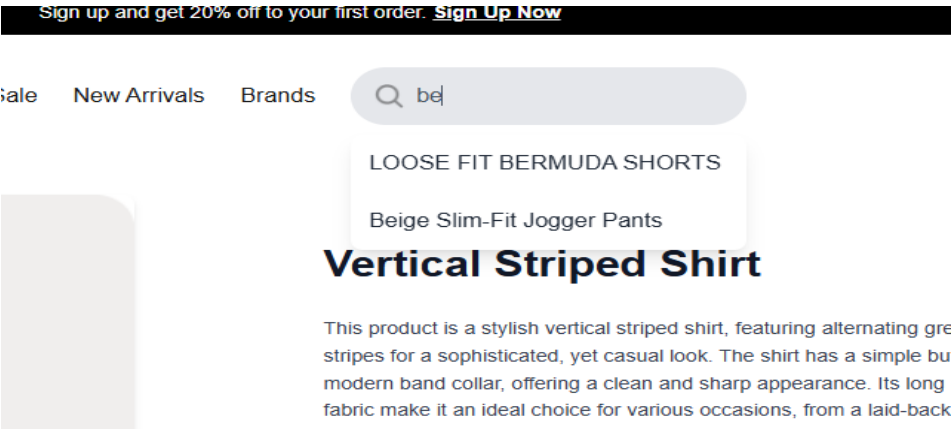 Sign up and get 20% off to your first order. Sign Up Now
Sale New Arrivals Brands be
LOOSE FIT BERMUDA SHORTS
Beige Slim-Fit Jogger Pants
Vertical Striped Shirt
This product is a stylish vertical striped shirt, featuring alternating
stripes for a sophisticated, yet casual look. The shirt has a simple
modern band collar, offering a clean and sharp appearance. Its long
fabric make it an ideal choice for various occasions, from a laid-back